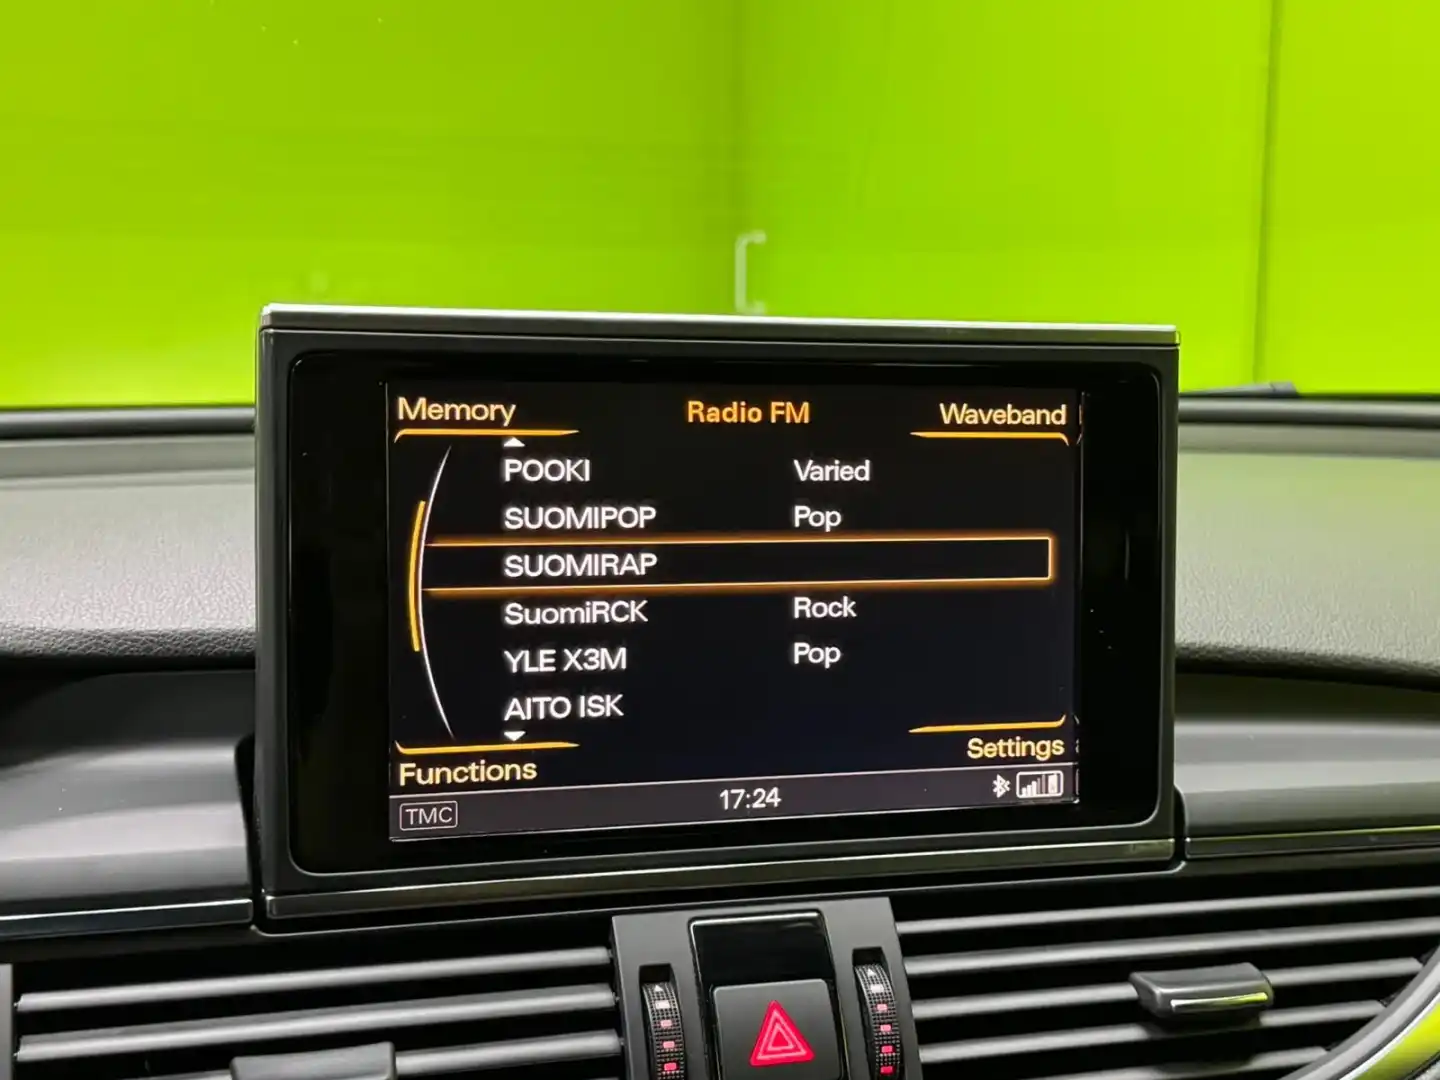 Memory Radio FM Waveband
POOKI Varied
SUOMIPOP Pop
SUOMIRAP
SuomiRCK Rock
YLE X3M Pop
AITO ISK
Functions Settings
TMC 17:24